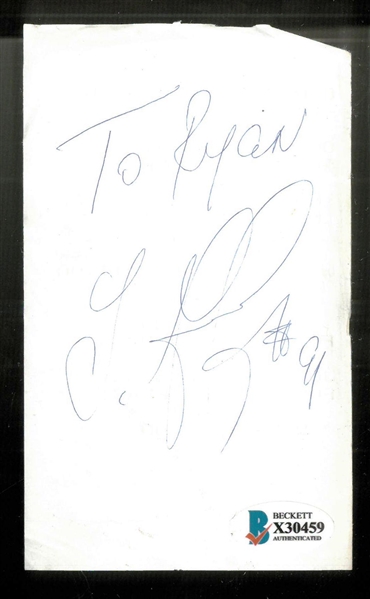 To Ryan
#91
BECKETT
X30459
AUTHENTICATED